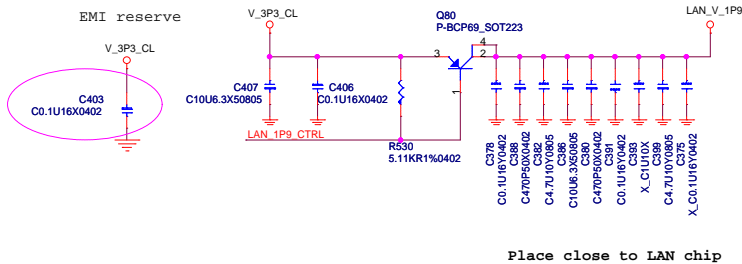 EMI reserve
V_3P3_CL
C403
C0.1U16X0402
V_3P3_CL
Q80
P-BCP69_SOT223
LAN_V_1P9
3
4
2
1
C407
C10U6.3X50805
C406
C0.1U16X0402
LAN_1P9_CTRL
R530
5.11KR1%0402
C378
C0.1U16Y0402
C388
C470P50X0402
C382
C4.7U10Y0805
C386
C10U6.3X50805
C380
C470P50X0402
C391
C0.1U16Y0402
C393
X_C1U10X
C399
C4.7U10Y0805
C375
X_C0.1U16Y0402
Place close to LAN chip